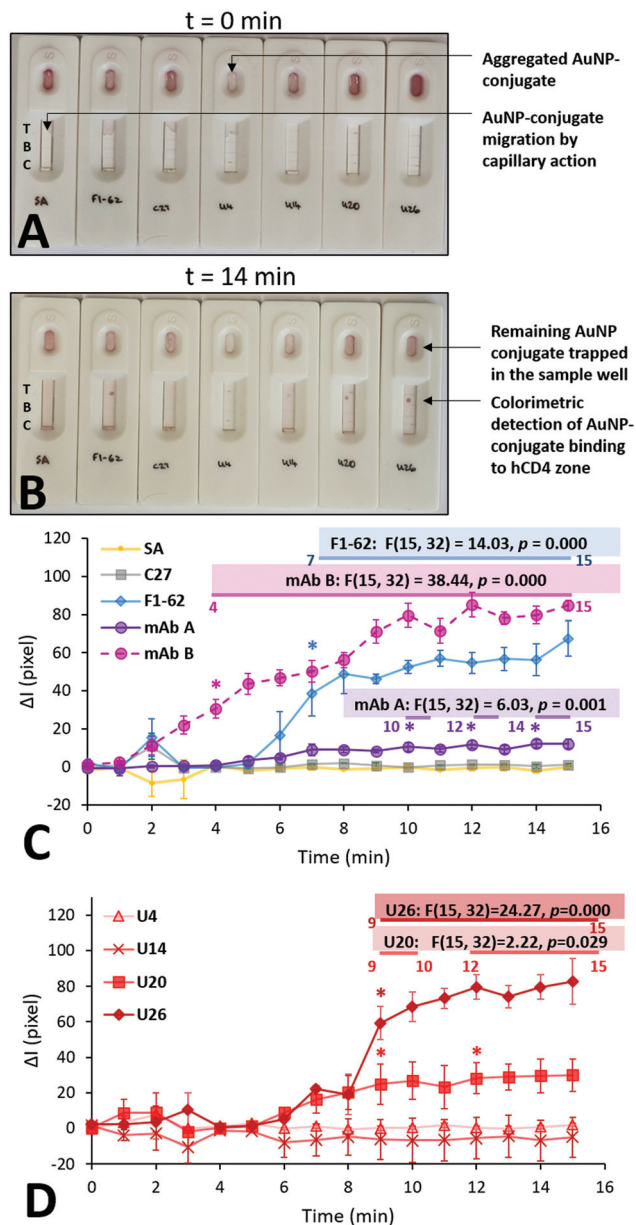 t = 0 min
S S S S S S S
T
B
C
SA F1-62 C27 U4 U14 U20 U26
A
Aggregated AuNP-
conjugate
AuNP-conjugate
migration by
capillary action
t = 14 min
S S S S S S S
T
B
C
SA F1-62 C27 U4 U14 U20 U26
B
Remaining AuNP
conjugate trapped
in the sample well
Colorimetric
detection of AuNP-
conjugate binding
to hCD4 zone
120
100
80
60
40
20
0
-20
ΔI (pixel)
SA
C27
F1-62
mAb A
mAb B
F1-62: F(15, 32) = 14.03, p = 0.000
7 15
mAb B: F(15, 32) = 38.44, p = 0.000
4 15
* *
mAb A: F(15, 32) = 6.03, p = 0.001
10 * 12 * 14 * 15
0 2 4 6 8 10 12 14 16
Time (min)
C
120
100
80
60
40
20
0
-20
ΔI (pixel)
U4
U14
U20
U26
U26: F(15, 32)=24.27, p=0.000
9 15
U20: F(15, 32)=2.22, p=0.029
9 10 12 15
*
* *
0 2 4 6 8 10 12 14 16
Time (min)
D